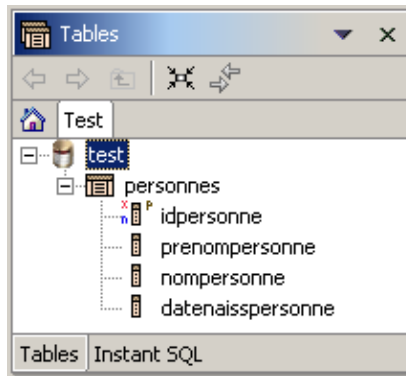 Tables
Test
test
personnes
idpersonne
prenompersonne
nompersonne
datenaisspersonne
Tables Instant SQL